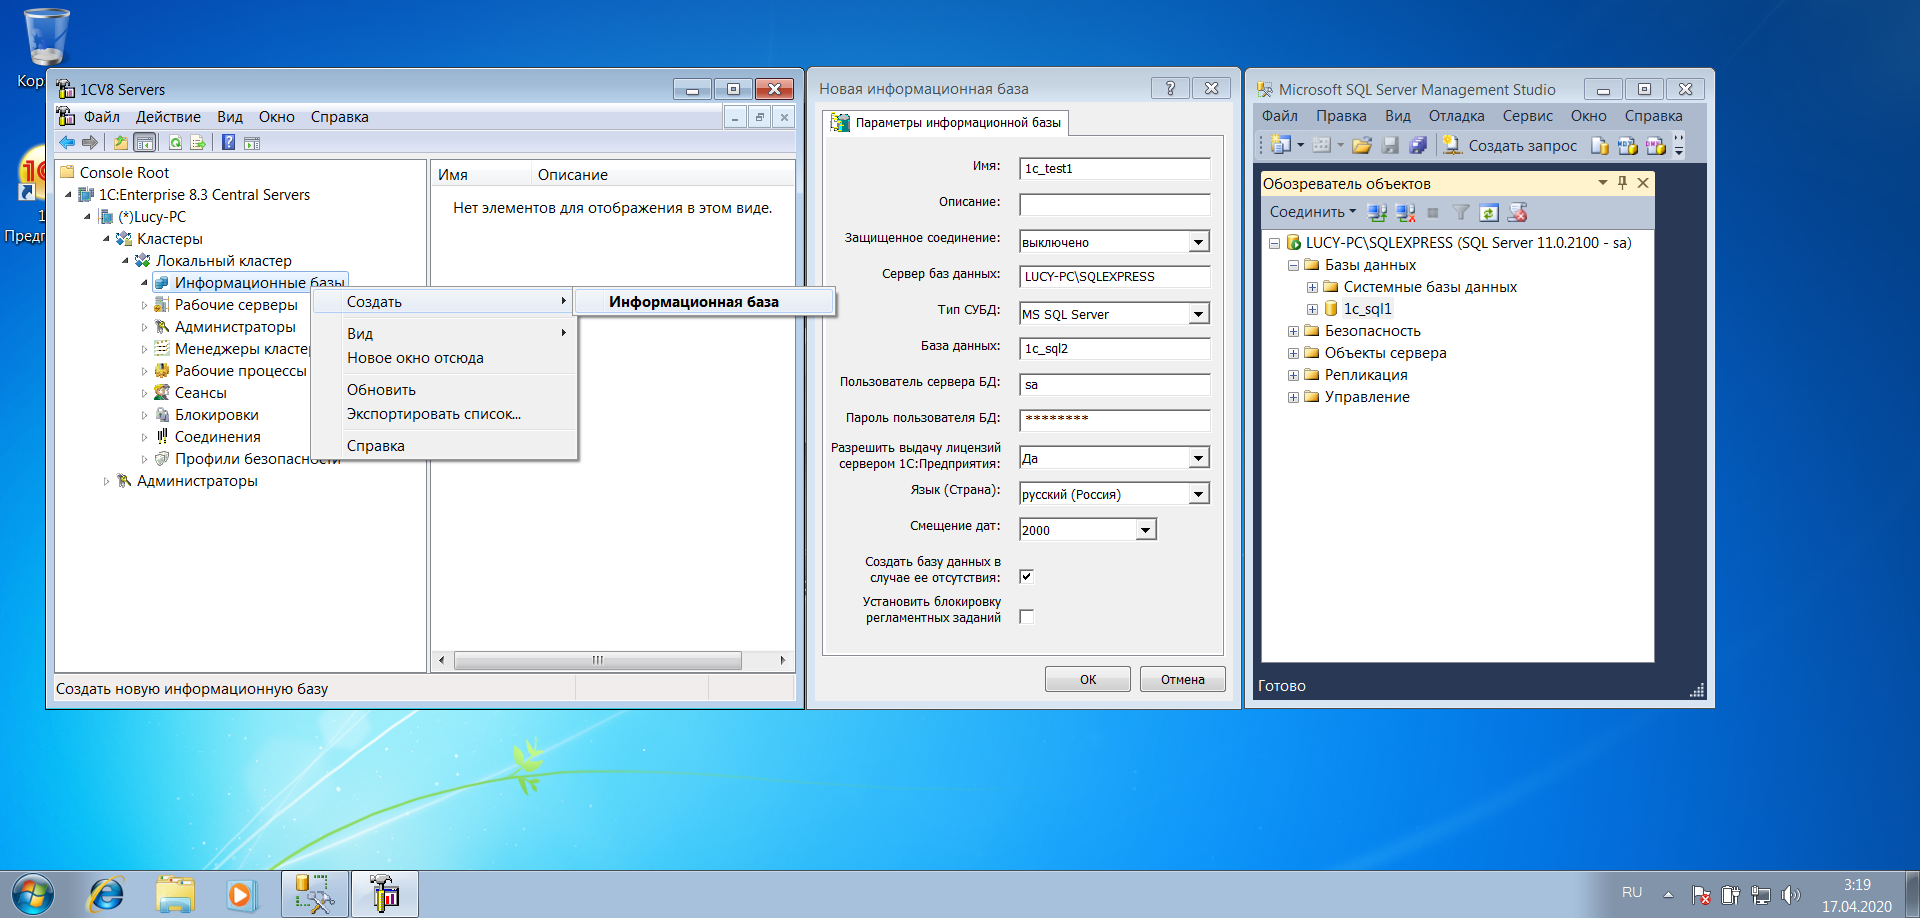 Кор
1
Предп
1CV8 Servers
Файл Действие Вид Окно Справка
Console Root
1C:Enterprise 8.3 Central Servers
(*)Lucy-PC
Кластеры
Локальный кластер
Информационные базы
Рабочие серверы
Администраторы
Менеджеры класте
Рабочие процессы
Сеансы
Блокировки
Соединения
Профили безопасности
Администраторы
Имя Описание
Нет элементов для отображения в этом виде.
Создать
Вид
Новое окно отсюда
Обновить
Экспортировать список...
Справка
Информационная база
Создать новую информационную базу
Новая информационная база
Параметры информационной базы
Имя: 1c_test1
Описание:
Защищенное соединение: выключено
Сервер баз данных: LUCY-PC\SQLEXPRESS
Тип СУБД: MS SQL Server
База данных: 1c_sql2
Пользователь сервера БД: sa
Пароль пользователя БД: ********
Разрешить выдачу лицензий
сервером 1С:Предприятия: Да
Язык (Страна): русский (Россия)
Смещение дат: 2000
Создать базу данных в
случае ее отсутствия:
Установить блокировку
регламентных заданий
ОК Отмена
Microsoft SQL Server Management Studio
Файл Правка Вид Отладка Сервис Окно Справка
Создать запрос
Обозреватель объектов
Соединить
LUCY-PC\SQLEXPRESS (SQL Server 11.0.2100 - sa)
Базы данных
Системные базы данных
1c_sql1
Безопасность
Объекты сервера
Репликация
Управление
Готово
RU
3:19
17.04.2020